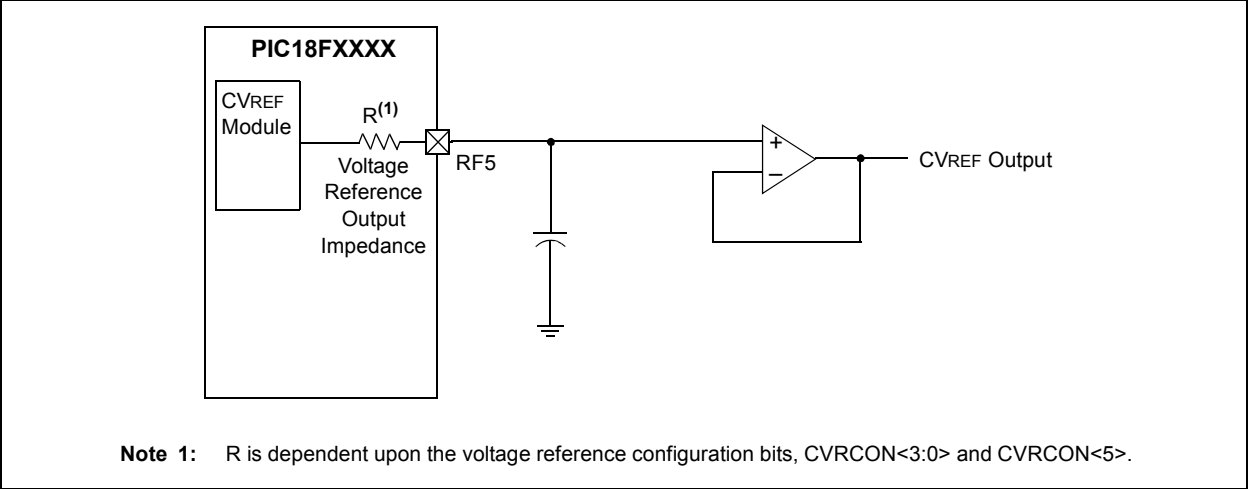 PIC18FXXXX
CVREF
Module
R(1)
Voltage
Reference
Output
Impedance
RF5
+
–
CVREF Output
Note 1: R is dependent upon the voltage reference configuration bits, CVRCON<3:0> and CVRCON<5>.